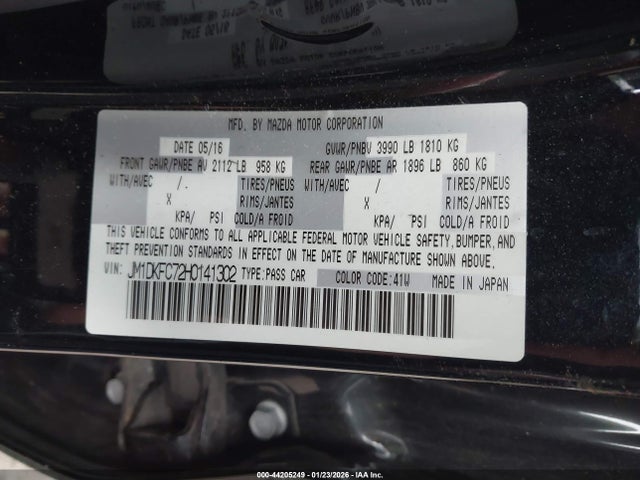 MFD. BY MAZDA MOTOR CORPORATION
DATE 05/16 GVWR/PNBV 3990 LB 1810 KG
FRONT GAWR/PNBE AV 2112 LB 958 KG REAR GAWR/PNBE AR 1896 LB 860 KG
WITH/AVEC /. TIRES/PNEUS WITH/AVEC / TIRES/PNEUS
X RIMS/JANTES X RIMS/JANTES
KPA/ PSI COLD/A FROID KPA/ PSI COLD/A FROID
THIS VEHICLE CONFORMS TO ALL APPLICABLE FEDERAL MOTOR VEHICLE SAFETY, BUMPER, AND
THEFT PREVENTION STANDARDS IN EFFECT ON THE DATE OF MANUFACTURE SHOWN ABOVE.
VIN: JM1DKFC72H0141302 TYPE:PASS CAR COLOR CODE:41W MADE IN JAPAN
000-44205249 - 01/23/2026 - IAAI.COM